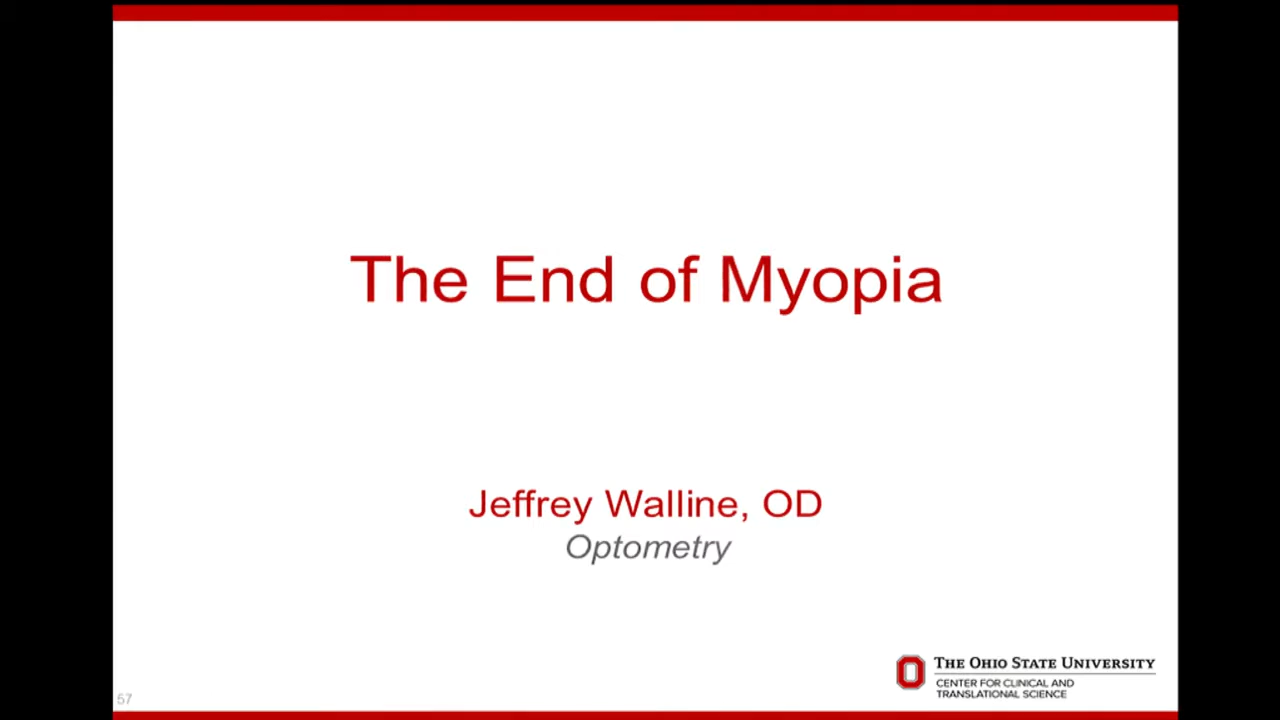 The End of Myopia
Jeffrey Walline, OD
Optometry
THE OHIO STATE UNIVERSITY
CENTER FOR CLINICAL AND
TRANSLATIONAL SCIENCE
57